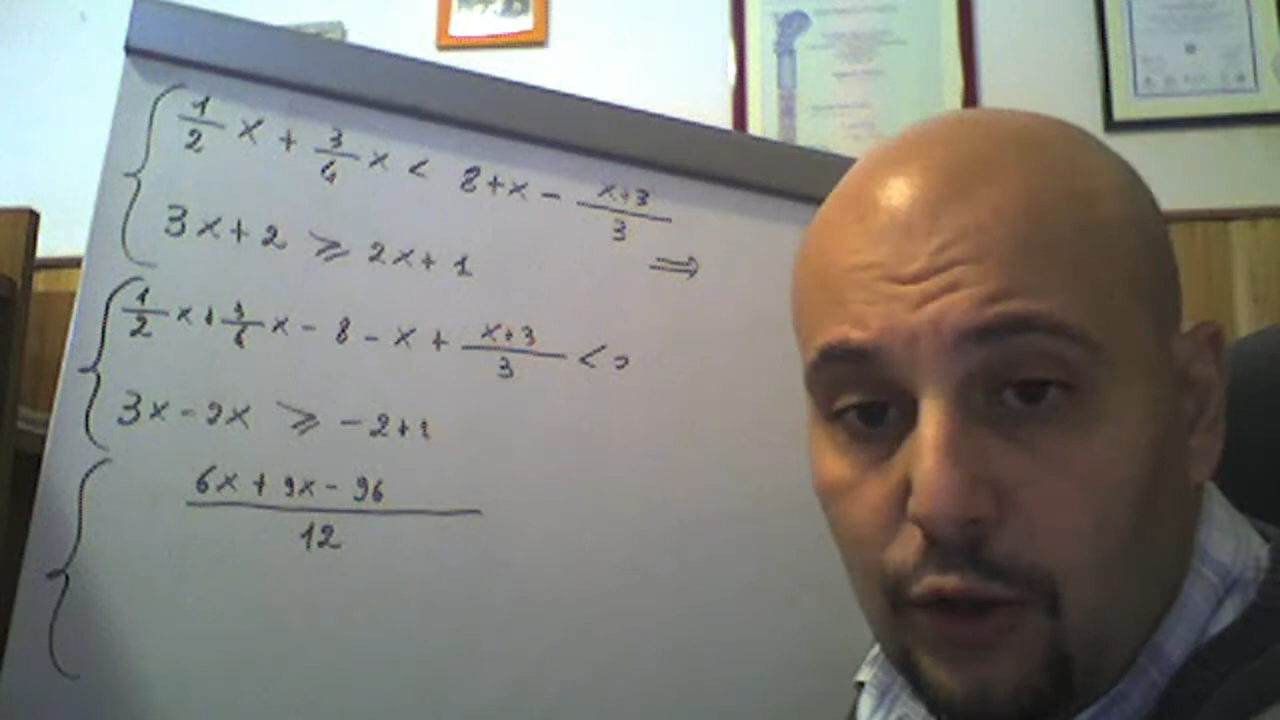 1/2 x + 3/4 x < 8+x - (x+3)/3
3x+2 ≥ 2x+1
⇒
1/2 x + 3/4 x - 8 - x + (x+3)/3 < 0
3x-2x ≥ -2+1
(6x + 9x - 96)/12